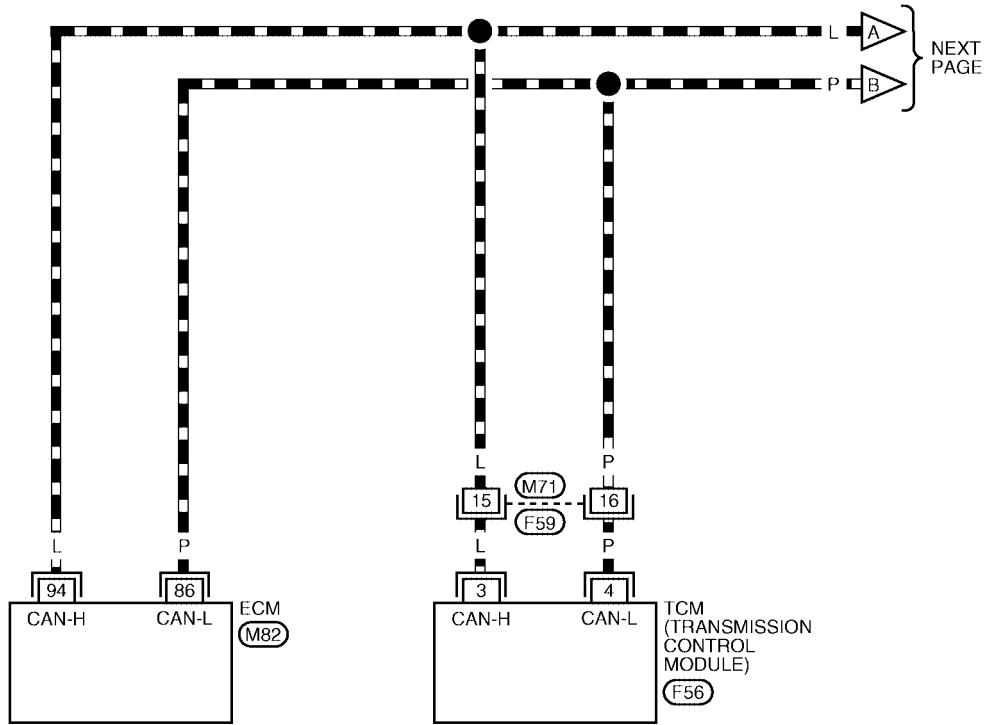 L A
NEXT
PAGE
P B
L P
M71
15 16
F59
L P L P
94 86 3 4
CAN-H CAN-L ECM CAN-H CAN-L TCM
M82
(TRANSMISSION
CONTROL
MODULE)
F56